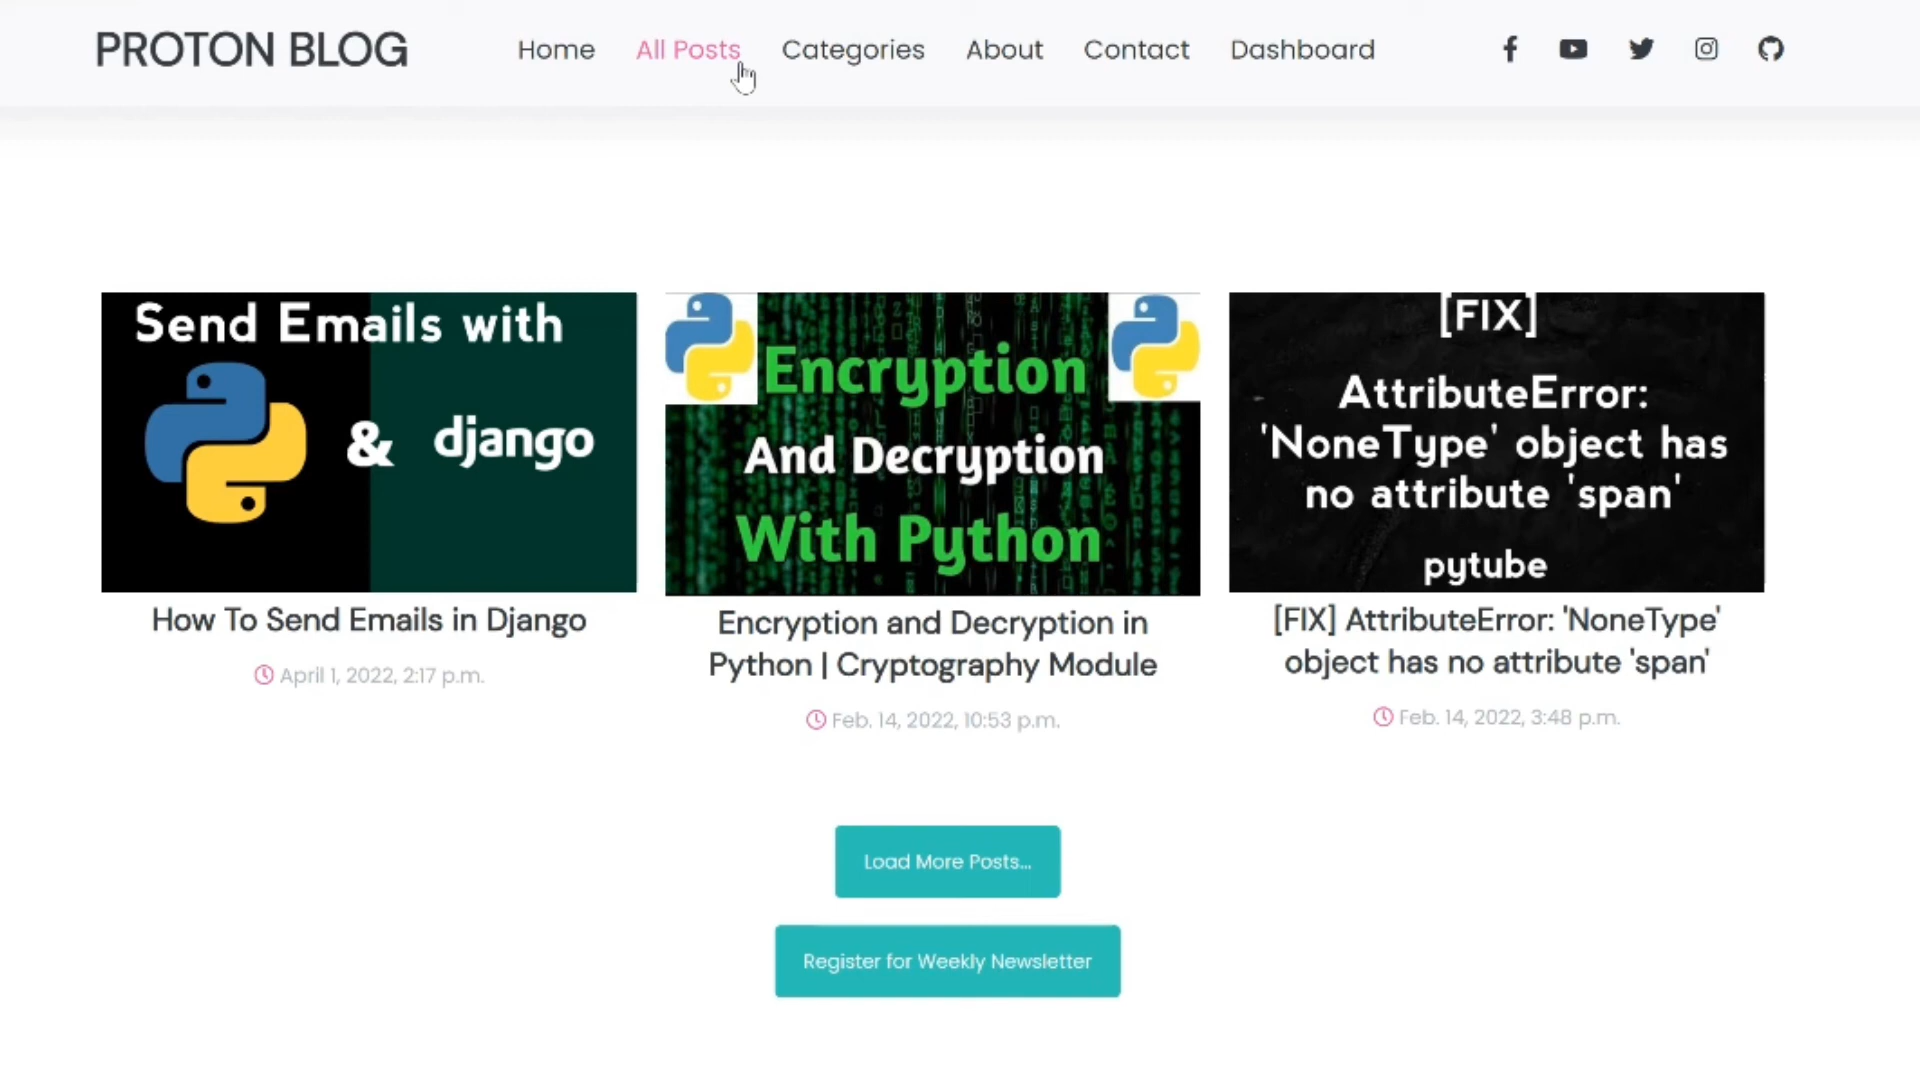 PROTON BLOG
Home
All Posts
Categories
About
Contact
Dashboard
Send Emails with
&
django
Encryption
And Decryption
With Python
[FIX]
AttributeError:
'NoneType' object has
no attribute 'span'
pytube
How To Send Emails in Django
April 1, 2022, 2:17 p.m.
Encryption and Decryption in
Python | Cryptography Module
Feb. 14, 2022, 10:53 p.m.
[FIX] AttributeError: 'NoneType'
object has no attribute 'span'
Feb. 14, 2022, 3:48 p.m.
Load More Posts...
Register for Weekly Newsletter